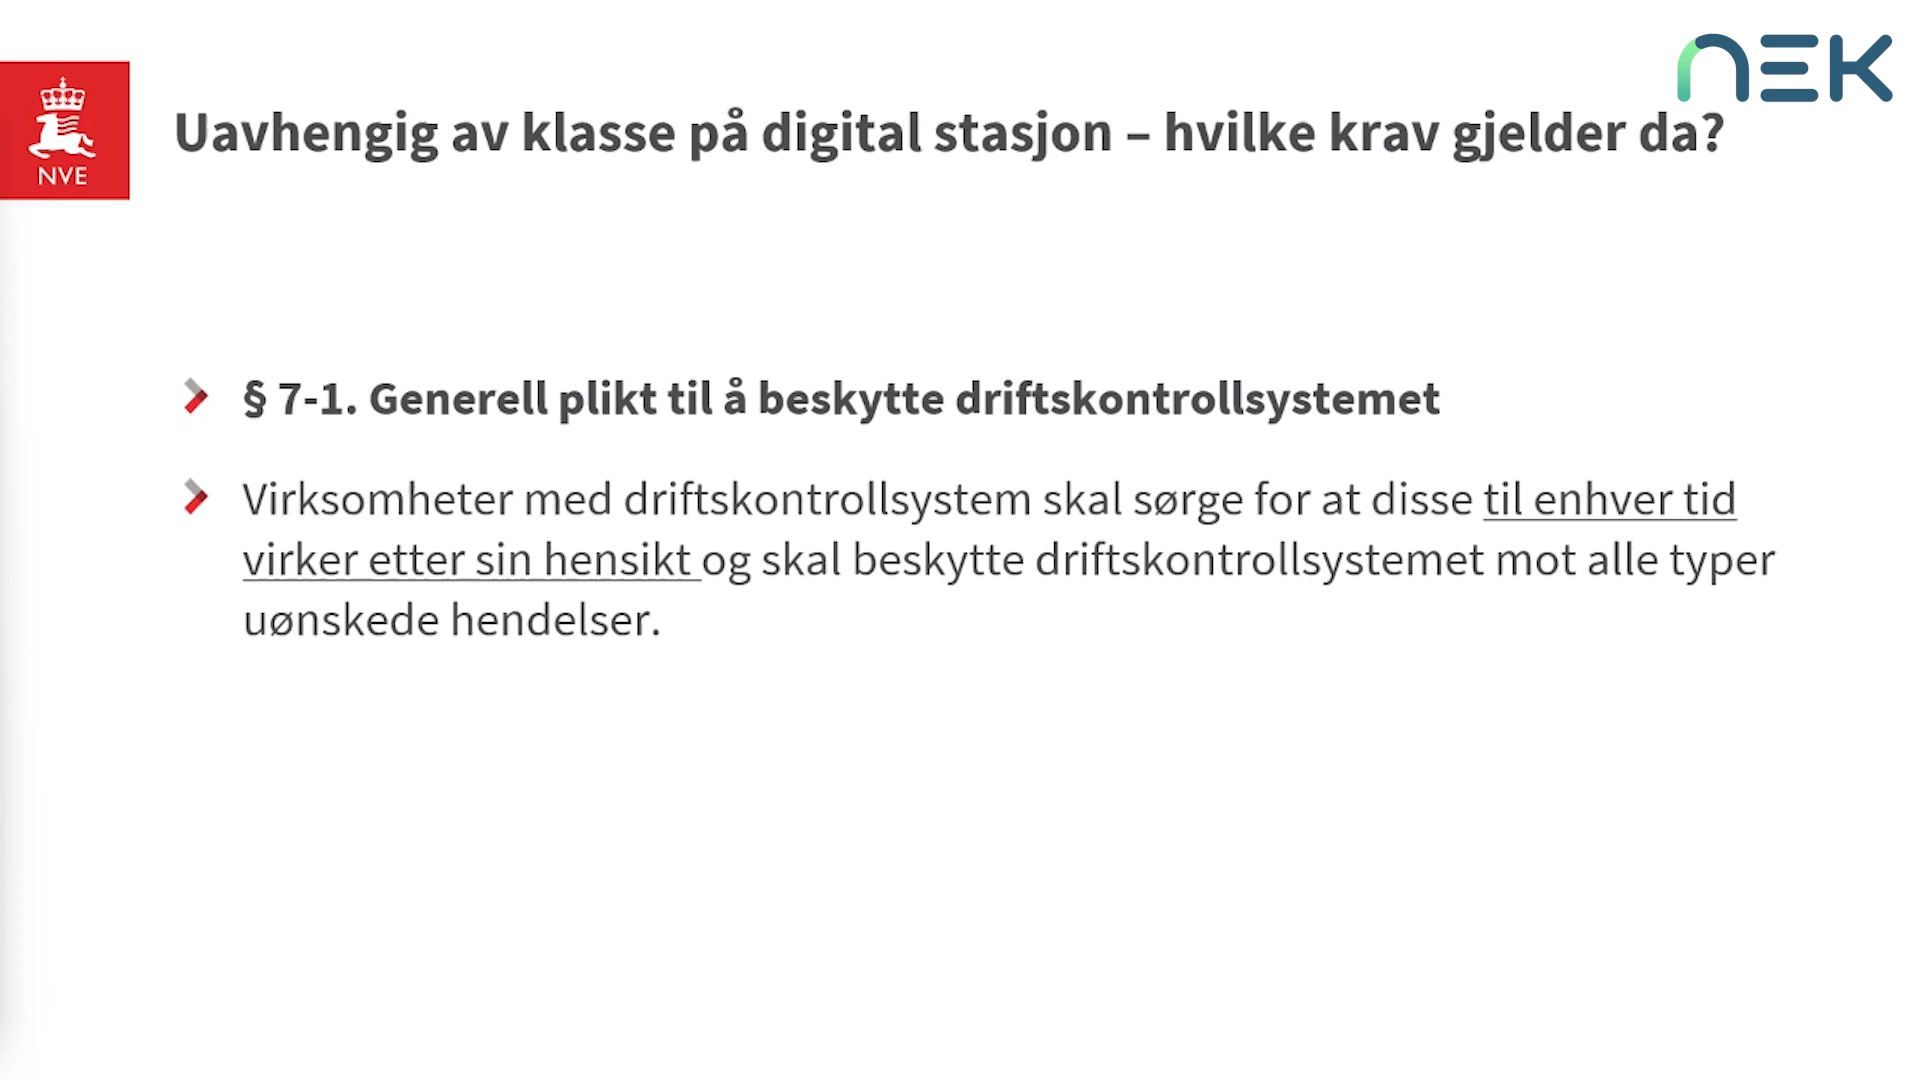 NEK
NVE
Uavhengig av klasse på digital stasjon – hvilke krav gjelder da?
§ 7-1. Generell plikt til å beskytte driftskontrollsystemet
Virksomheter med driftskontrollsystem skal sørge for at disse til enhver tid
virker etter sin hensikt og skal beskytte driftskontrollsystemet mot alle typer
uønskede hendelser.